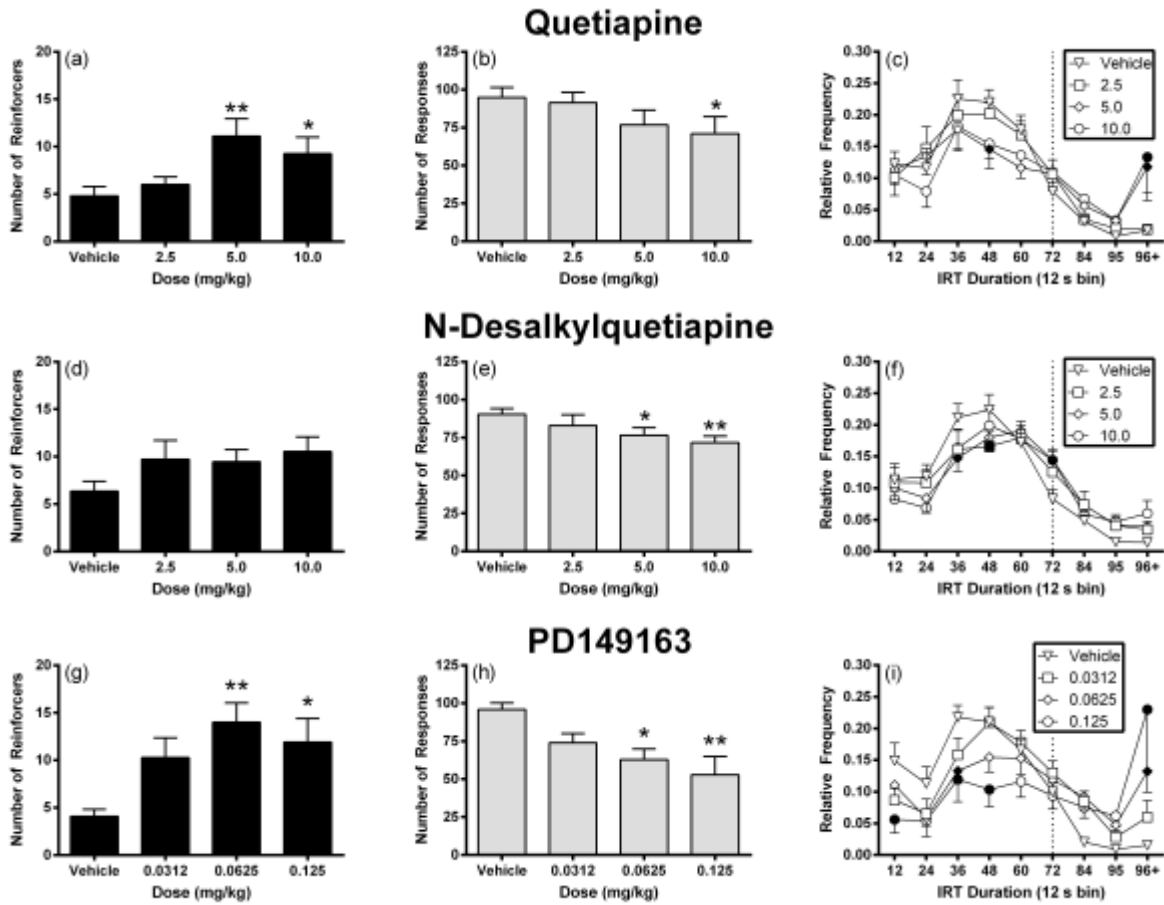 Quetiapine
(a)
Number of Reinforcers
20
15
10
5
0
**
*
Vehicle 2.5 5.0 10.0
Dose (mg/kg)
(b)
Number of Responses
125
100
75
50
25
0
*
Vehicle 2.5 5.0 10.0
Dose (mg/kg)
(c)
Relative Frequency
0.30
0.25
0.20
0.15
0.10
0.05
0.00
Vehicle
2.5
5.0
10.0
12 24 36 48 60 72 84 95 96+
IRT Duration (12 s bin)
N-Desalkylquetiapine
(d)
Number of Reinforcers
20
15
10
5
0
Vehicle 2.5 5.0 10.0
Dose (mg/kg)
(e)
Number of Responses
125
100
75
50
25
0
*
**
Vehicle 2.5 5.0 10.0
Dose (mg/kg)
(f)
Relative Frequency
0.30
0.25
0.20
0.15
0.10
0.05
0.00
Vehicle
2.5
5.0
10.0
12 24 36 48 60 72 84 95 96+
IRT Duration (12 s bin)
PD149163
(g)
Number of Reinforcers
20
15
10
5
0
**
*
Vehicle 0.0312 0.0625 0.125
Dose (mg/kg)
(h)
Number of Responses
125
100
75
50
25
0
*
**
Vehicle 0.0312 0.0625 0.125
Dose (mg/kg)
(i)
Relative Frequency
0.30
0.25
0.20
0.15
0.10
0.05
0.00
Vehicle
0.0312
0.0625
0.125
12 24 36 48 60 72 84 95 96+
IRT Duration (12 s bin)